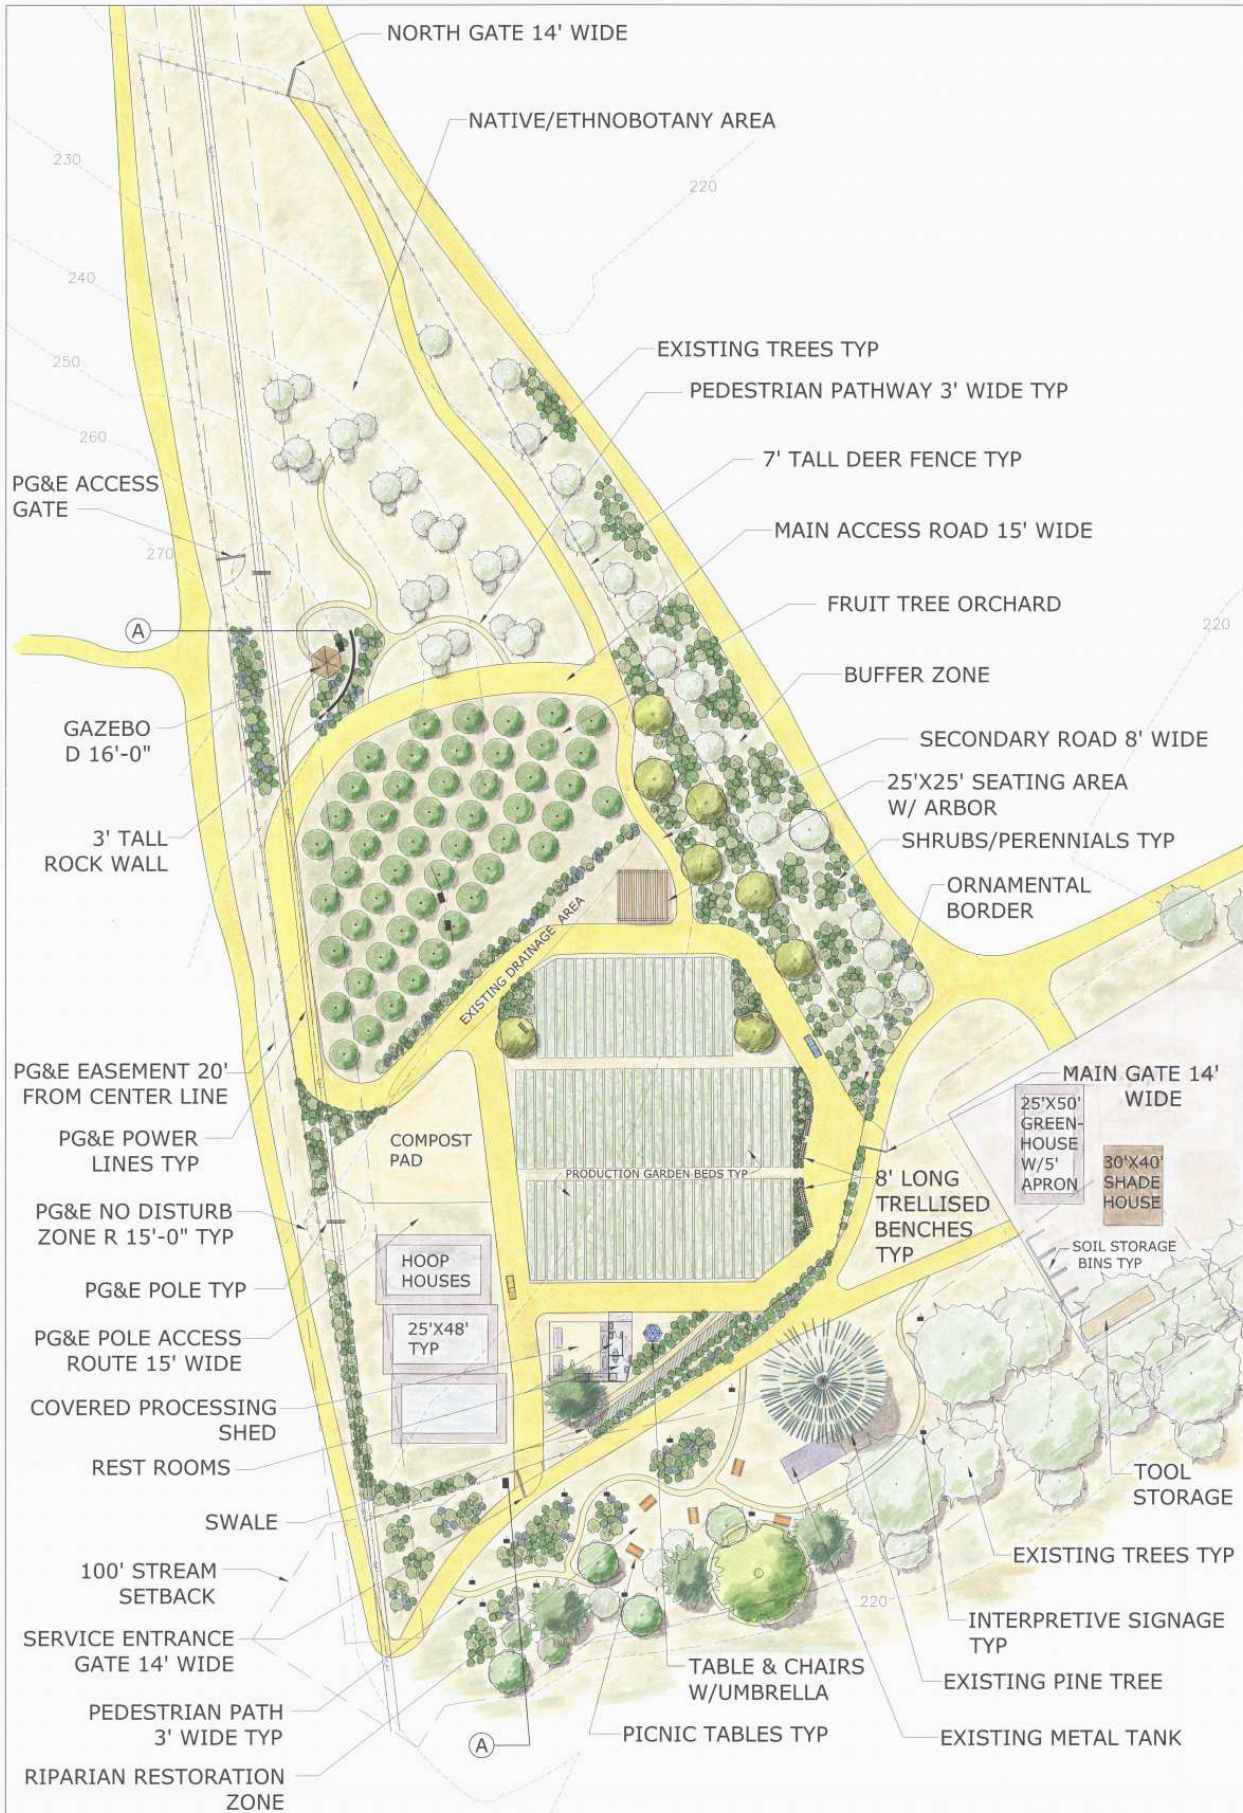 NORTH GATE 14' WIDE
NATIVE/ETHNOBOTANY AREA
230
220
240
EXISTING TREES TYP
250
PEDESTRIAN PATHWAY 3' WIDE TYP
260
7' TALL DEER FENCE TYP
PG&E ACCESS
GATE
MAIN ACCESS ROAD 15' WIDE
270
FRUIT TREE ORCHARD
220
A
BUFFER ZONE
GAZEBO
D 16'-0"
SECONDARY ROAD 8' WIDE
25'X25' SEATING AREA
W/ ARBOR
3' TALL
ROCK WALL
SHRUBS/PERENNIALS TYP
ORNAMENTAL
BORDER
EXISTING DRAINAGE AREA
PG&E EASEMENT 20'
FROM CENTER LINE
MAIN GATE 14'
WIDE
25'X50'
GREEN-
HOUSE
W/5'
APRON
PG&E POWER
LINES TYP
COMPOST
PAD
30'X40'
SHADE
HOUSE
PRODUCTION GARDEN BEDS TYP
8' LONG
TRELLISED
BENCHES
TYP
PG&E NO DISTURB
ZONE R 15'-0" TYP
SOIL STORAGE
BINS TYP
HOOP
HOUSES
PG&E POLE TYP
25'X48'
TYP
PG&E POLE ACCESS
ROUTE 15' WIDE
COVERED PROCESSING
SHED
REST ROOMS
TOOL
STORAGE
SWALE
EXISTING TREES TYP
100' STREAM
SETBACK
220
INTERPRETIVE SIGNAGE
TYP
SERVICE ENTRANCE
GATE 14' WIDE
TABLE & CHAIRS
W/UMBRELLA
EXISTING PINE TREE
PEDESTRIAN PATH
3' WIDE TYP
PICNIC TABLES TYP
EXISTING METAL TANK
A
RIPARIAN RESTORATION
ZONE